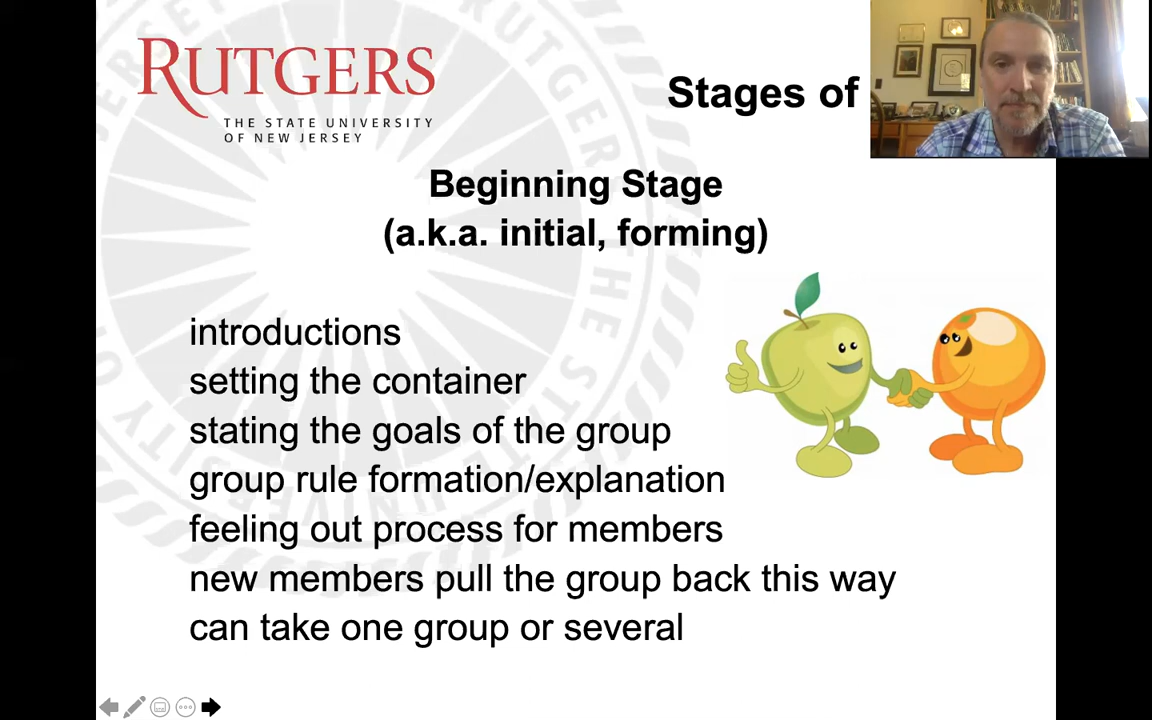 RUTGERS
THE STATE UNIVERSITY
OF NEW JERSEY
Stages of
Beginning Stage
(a.k.a. initial, forming)
introductions
setting the container
stating the goals of the group
group rule formation/explanation
feeling out process for members
new members pull the group back this way
can take one group or several